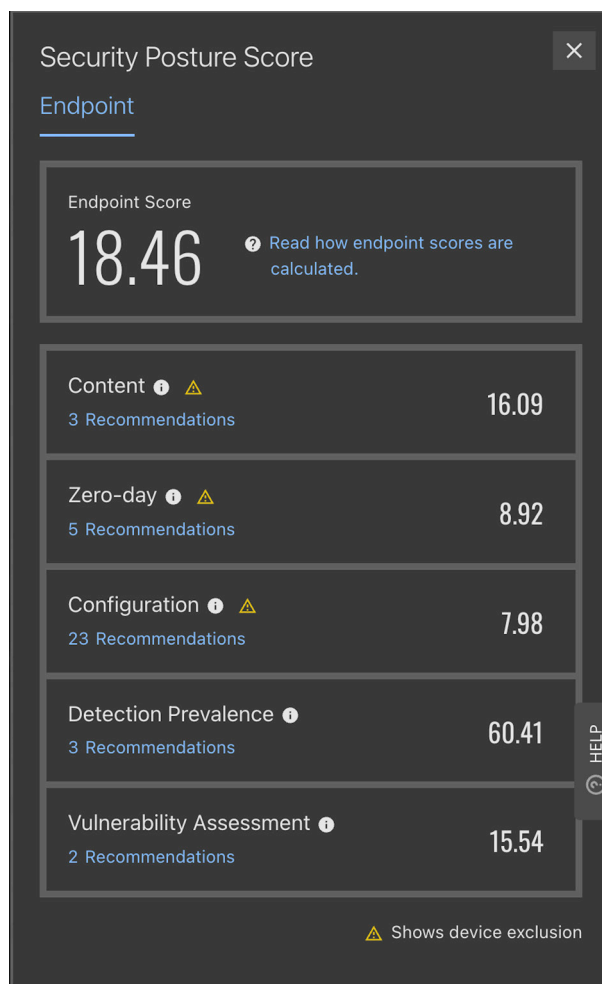 Security Posture Score
Endpoint
Endpoint Score
18.46
Read how endpoint scores are
calculated.
Content
3 Recommendations
16.09
Zero-day
5 Recommendations
8.92
Configuration
23 Recommendations
7.98
Detection Prevalence
3 Recommendations
60.41
HELP
Vulnerability Assessment
2 Recommendations
15.54
Shows device exclusion